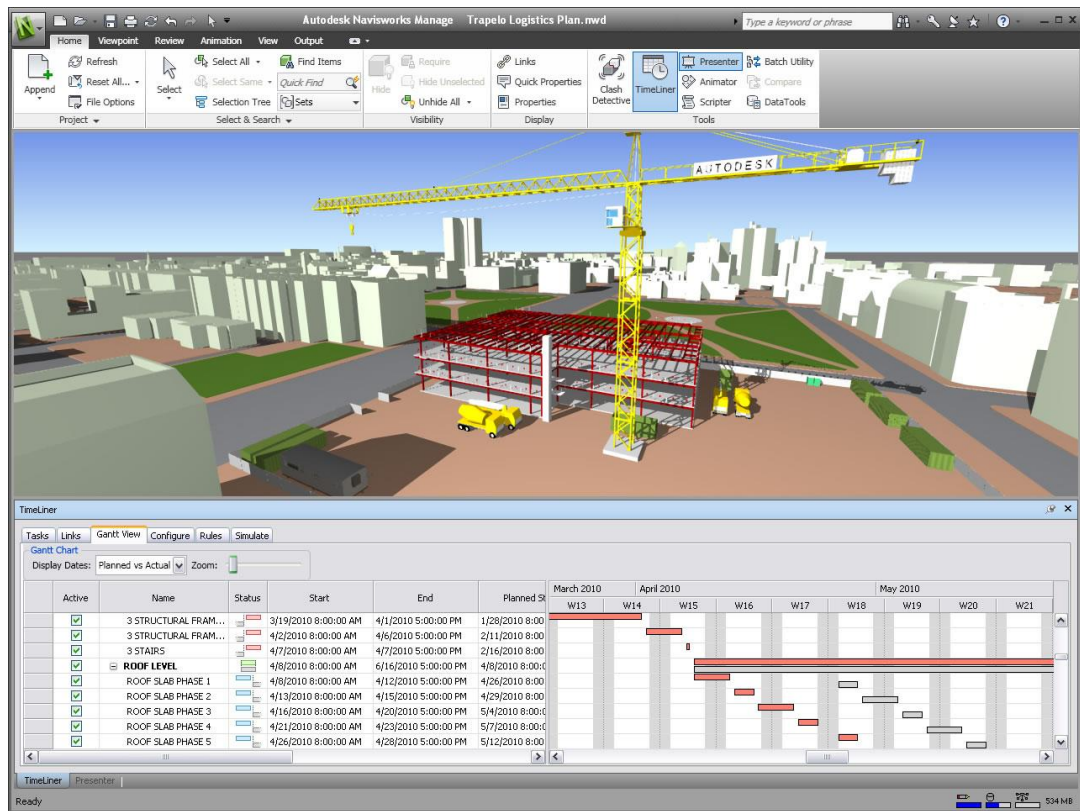 Autodesk Navisworks Manage Trapelo Logistics Plan.nwd
Type a keyword or phrase
Home Viewpoint Review Animation View Output
Append
Refresh
Reset All...
File Options
Project
Select
Select All
Select Same
Selection Tree
Find Items
Quick Find
Sets
Select & Search
Hide
Require
Hide Unselected
Unhide All
Visibility
Links
Quick Properties
Properties
Display
Clash Detective
TimeLiner
Presenter
Animator
Scripter
Batch Utility
Compare
DataTools
Tools
AUTODESK
TimeLiner
Tasks Links Gantt View Configure Rules Simulate
Gantt Chart
Display Dates: Planned vs Actual Zoom:
Active Name Status Start End Planned St
March 2010 April 2010 May 2010
W13 W14 W15 W16 W17 W18 W19 W20 W21
3 STRUCTURAL FRAM... 3/19/2010 8:00:00 AM 4/1/2010 5:00:00 PM 1/28/2010 8:00
3 STRUCTURAL FRAM... 4/2/2010 8:00:00 AM 4/6/2010 5:00:00 PM 2/11/2010 8:00
3 STAIRS 4/7/2010 8:00:00 AM 4/7/2010 5:00:00 PM 2/16/2010 8:00
ROOF LEVEL 4/8/2010 8:00:00 AM 6/16/2010 5:00:00 PM 4/8/2010 8:00:0
ROOF SLAB PHASE 1 4/8/2010 8:00:00 AM 4/12/2010 5:00:00 PM 4/26/2010 8:00
ROOF SLAB PHASE 2 4/13/2010 8:00:00 AM 4/15/2010 5:00:00 PM 4/29/2010 8:00
ROOF SLAB PHASE 3 4/16/2010 8:00:00 AM 4/20/2010 5:00:00 PM 5/4/2010 8:00:0
ROOF SLAB PHASE 4 4/21/2010 8:00:00 AM 4/23/2010 5:00:00 PM 5/7/2010 8:00:0
ROOF SLAB PHASE 5 4/26/2010 8:00:00 AM 4/28/2010 5:00:00 PM 5/12/2010 8:00
TimeLiner Presenter
Ready
534 MB